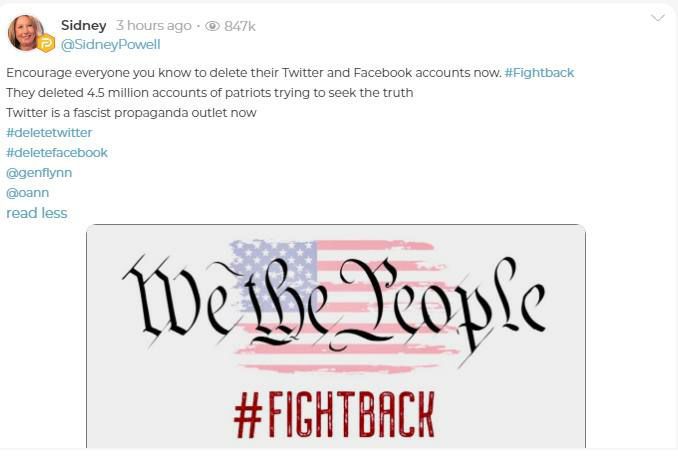 Sidney 3 hours ago · 847k
@SidneyPowell
Encourage everyone you know to delete their Twitter and Facebook accounts now. #Fightback
They deleted 4.5 million accounts of patriots trying to seek the truth
Twitter is a fascist propaganda outlet now
#deletetwitter
#deletefacebook
@genflynn
@oann
read less
We the People
#FIGHTBACK